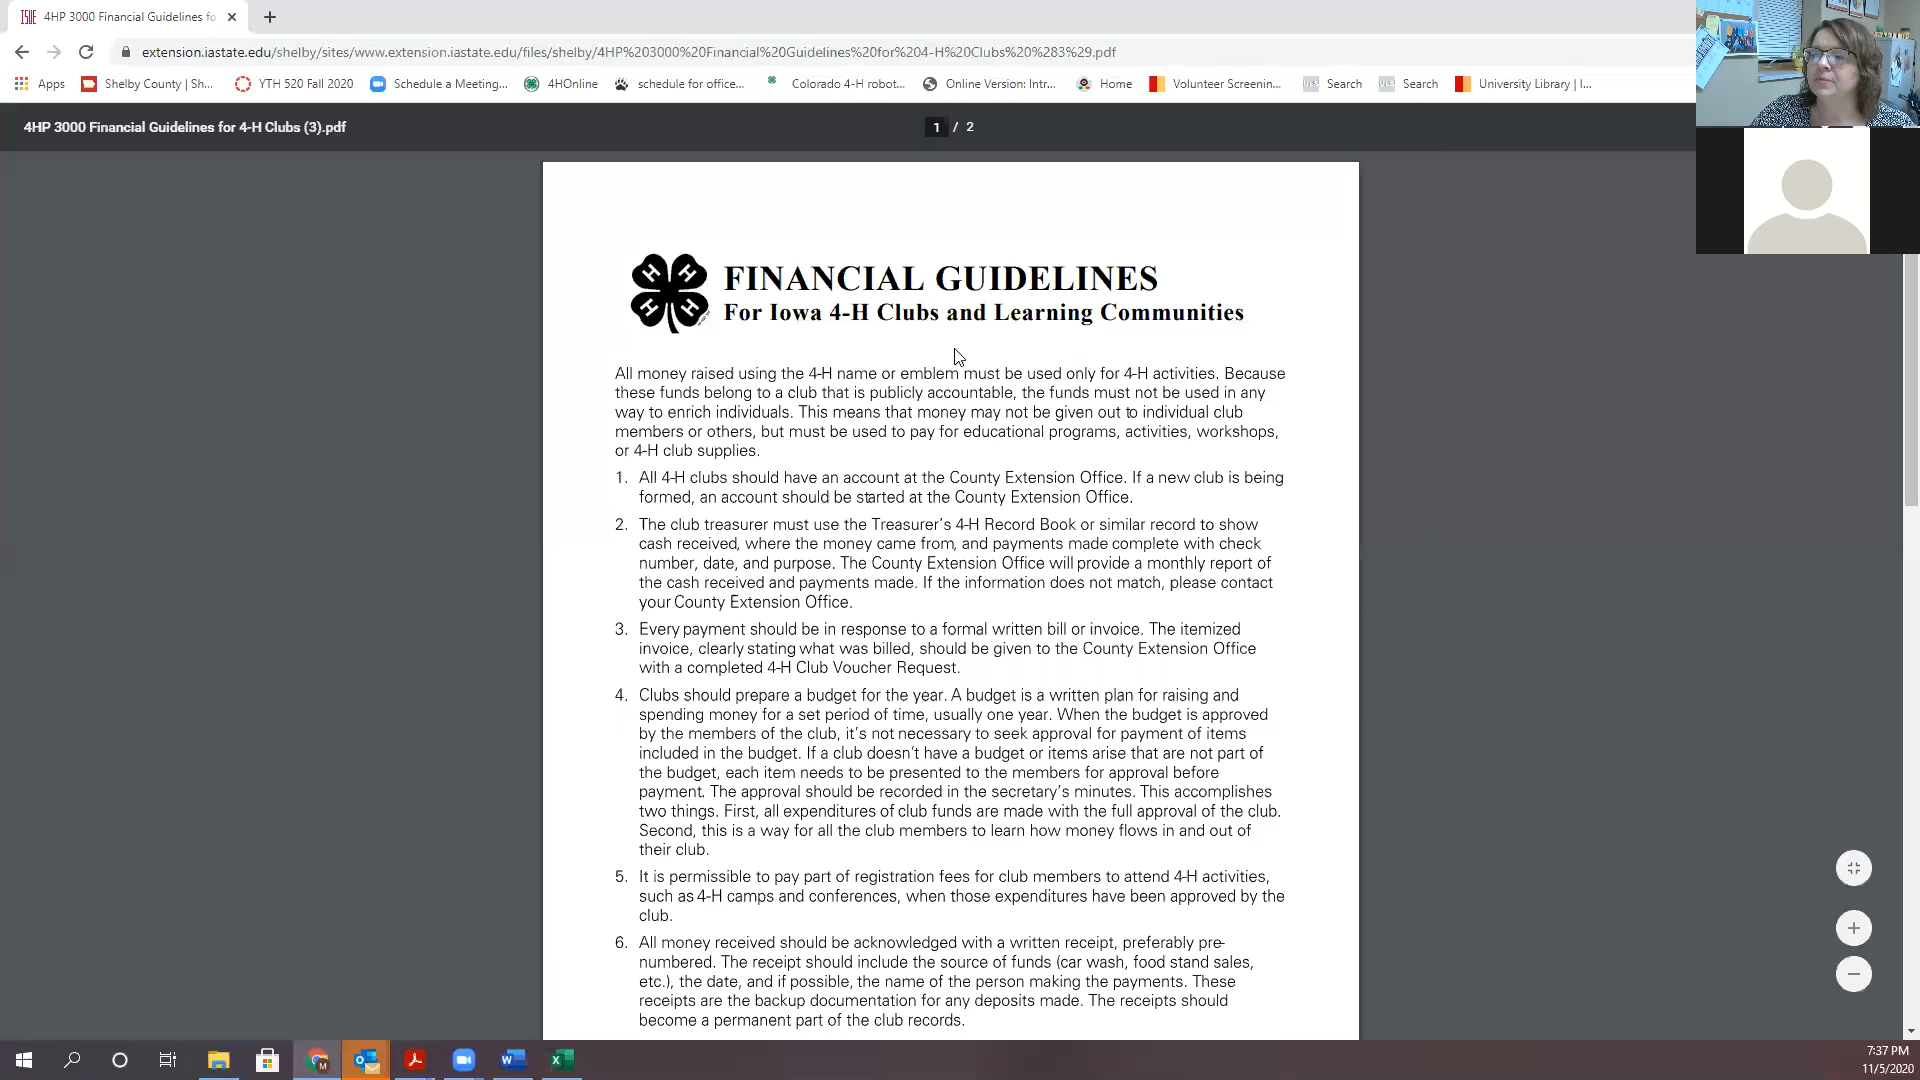 4HP 3000 Financial Guidelines fo
extension.iastate.edu/shelby/sites/www.extension.iastate.edu/files/shelby/4HP%203000%20Financial%20Guidelines%20for%204-H%20Clubs%20%283%29.pdf
Apps Shelby County | Sh... YTH 520 Fall 2020 Schedule a Meeting... 4HOnline schedule for office... Colorado 4-H robot... Online Version: Intr... Home Volunteer Screenin... Search Search University Library | I...
4HP 3000 Financial Guidelines for 4-H Clubs (3).pdf
1 / 2
H H H H
FINANCIAL GUIDELINES
For Iowa 4-H Clubs and Learning Communities
All money raised using the 4-H name or emblem must be used only for 4-H activities. Because
these funds belong to a club that is publicly accountable, the funds must not be used in any
way to enrich individuals. This means that money may not be given out to individual club
members or others, but must be used to pay for educational programs, activities, workshops,
or 4-H club supplies.
1. All 4-H clubs should have an account at the County Extension Office. If a new club is being
formed, an account should be started at the County Extension Office.
2. The club treasurer must use the Treasurer's 4-H Record Book or similar record to show
cash received, where the money came from, and payments made complete with check
number, date, and purpose. The County Extension Office will provide a monthly report of
the cash received and payments made. If the information does not match, please contact
your County Extension Office.
3. Every payment should be in response to a formal written bill or invoice. The itemized
invoice, clearly stating what was billed, should be given to the County Extension Office
with a completed 4-H Club Voucher Request.
4. Clubs should prepare a budget for the year. A budget is a written plan for raising and
spending money for a set period of time, usually one year. When the budget is approved
by the members of the club, it's not necessary to seek approval for payment of items
included in the budget. If a club doesn't have a budget or items arise that are not part of
the budget, each item needs to be presented to the members for approval before
payment. The approval should be recorded in the secretary's minutes. This accomplishes
two things. First, all expenditures of club funds are made with the full approval of the club.
Second, this is a way for all the club members to learn how money flows in and out of
their club.
5. It is permissible to pay part of registration fees for club members to attend 4-H activities,
such as 4-H camps and conferences, when those expenditures have been approved by the
club.
6. All money received should be acknowledged with a written receipt, preferably pre-
numbered. The receipt should include the source of funds (car wash, food stand sales,
etc.), the date, and if possible, the name of the person making the payments. These
receipts are the backup documentation for any deposits made. The receipts should
become a permanent part of the club records.
7:37 PM
11/5/2020